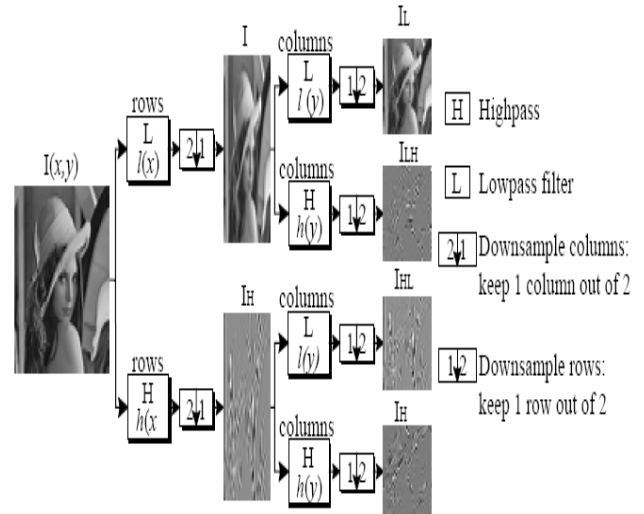 I(x,y)
rows
L
l(x)
2↓1
I
columns
L
l(y)
1↓2
IL
columns
H
h(y)
1↓2
ILH
rows
H
h(x
2↓1
IH
columns
L
l(y)
1↓2
IHL
columns
H
h(y)
1↓2
IH
H Highpass
L Lowpass filter
2↓1 Downsample columns:
keep 1 column out of 2
1↓2 Downsample rows:
keep 1 row out of 2